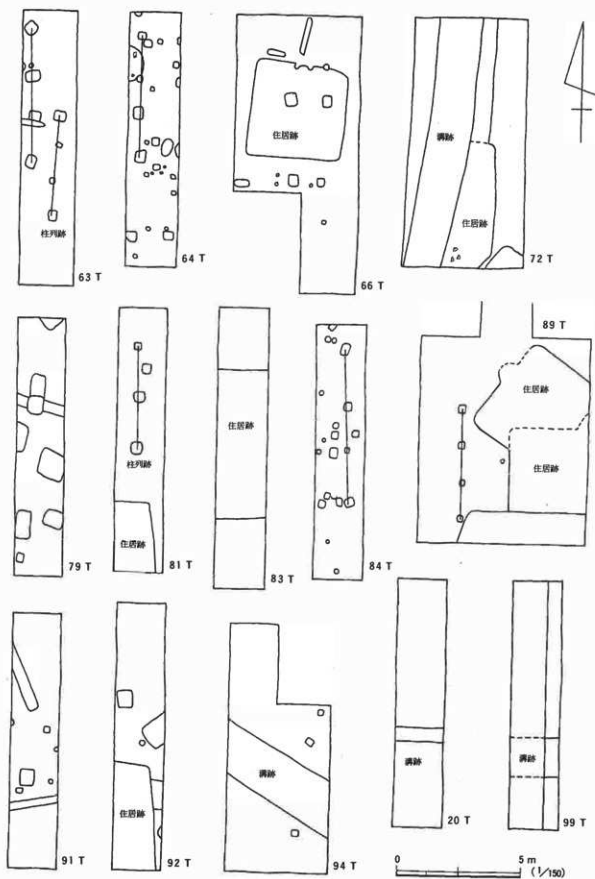 柱列跡
63 T
64 T
住居跡
66 T
溝跡
住居跡
72 T
79 T
柱列跡
住居跡
81 T
住居跡
83 T
84 T
89 T
住居跡
住居跡
91 T
住居跡
92 T
溝跡
94 T
溝跡
20 T
溝跡
99 T
0 5 m
(1/150)